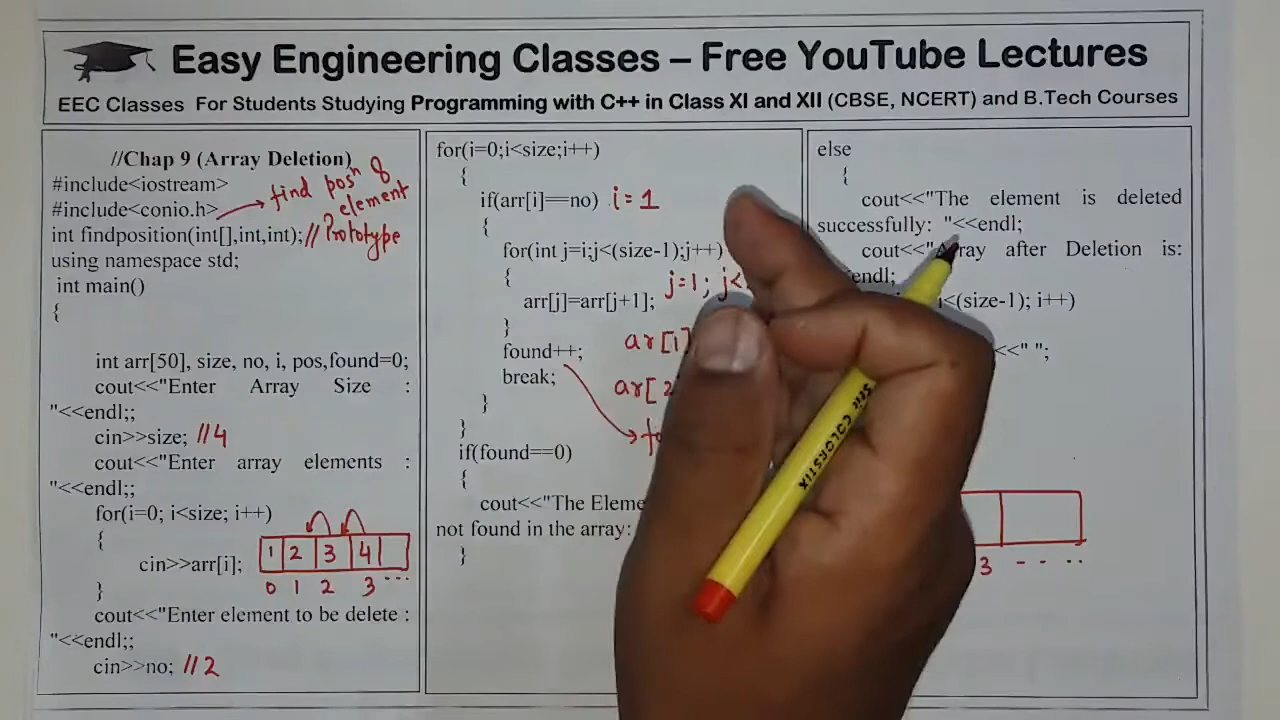 Easy Engineering Classes – Free YouTube Lectures
EEC Classes For Students Studying Programming with C++ in Class XI and XII (CBSE, NCERT) and B.Tech Courses
//Chap 9 (Array Deletion)
#include<iostream>
#include<conio.h>
find posn of element
int findposition(int[],int,int); // Prototype
using namespace std;
int main()
{
int arr[50], size, no, i, pos,found=0;
cout<<"Enter Array Size :
"<<endl;;
cin>>size; //4
cout<<"Enter array elements :
"<<endl;;
for(i=0; i<size; i++)
{
1 2 3 4
cin>>arr[i];
0 1 2 3 ...
}
cout<<"Enter element to be delete :
"<<endl;;
cin>>no; //2
for(i=0;i<size;i++)
{
if(arr[i]==no) i = 1
{
for(int j=i;j<(size-1);j++)
{
j=1; j<
arr[j]=arr[j+1];
}
ar[1]
found++;
ar[2
break;
}
}
if(found==0)
{
cout<<"The
not found in the array:
}
else
{
cout<<"The element is deleted
successfully: "<<endl;
cout<<"Array after Deletion is:
endl;
<(size-1); i++)
<<" ";
3 - - ..